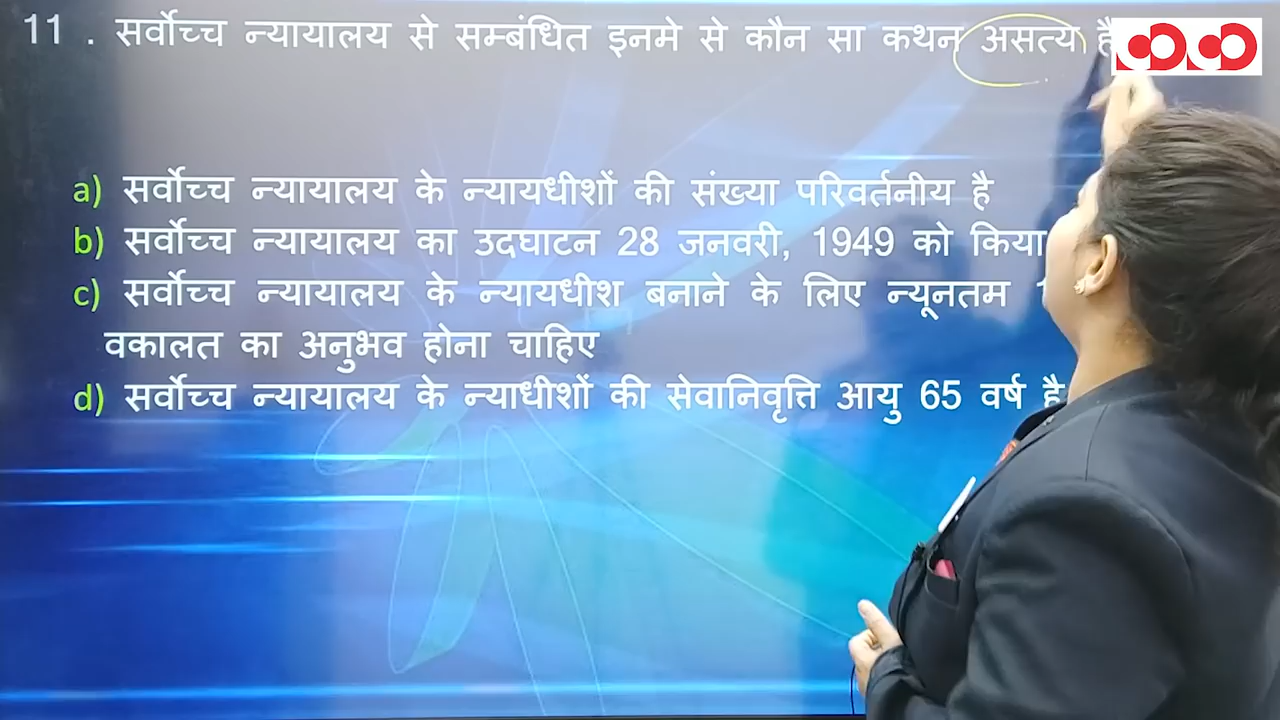 11 . सर्वोच्च न्यायालय से सम्बंधित इनमे से कौन सा कथन असत्य है
a) सर्वोच्च न्यायालय के न्यायधीशों की संख्या परिवर्तनीय है
b) सर्वोच्च न्यायालय का उदघाटन 28 जनवरी, 1949 को किया
c) सर्वोच्च न्यायालय के न्यायधीश बनाने के लिए न्यूनतम
वकालत का अनुभव होना चाहिए
d) सर्वोच्च न्यायालय के न्याधीशों की सेवानिवृत्ति आयु 65 वर्ष है